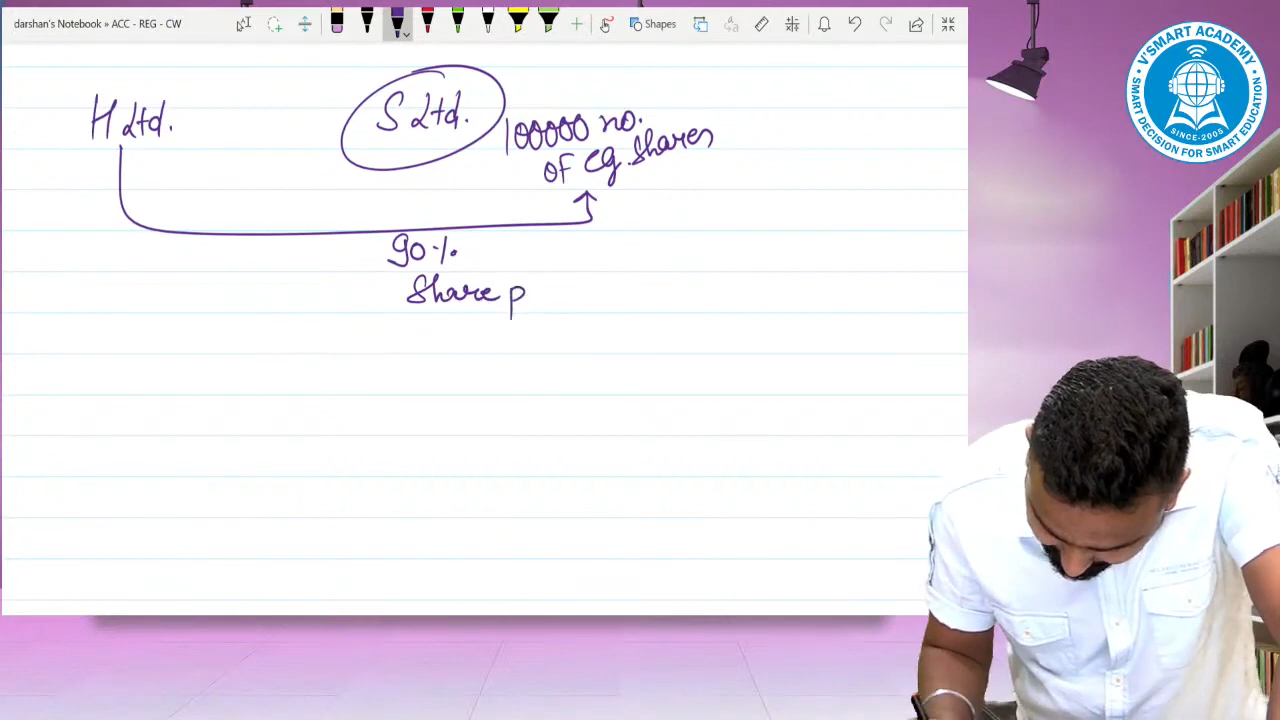 darshan's Notebook » ACC - REG - CW
Shapes
H Ltd.
S Ltd.
100000 no.
of Eq. Shares
90%
Share p
V'SMART ACADEMY
SINCE-2005
SMART DECISION FOR SMART EDUCATION